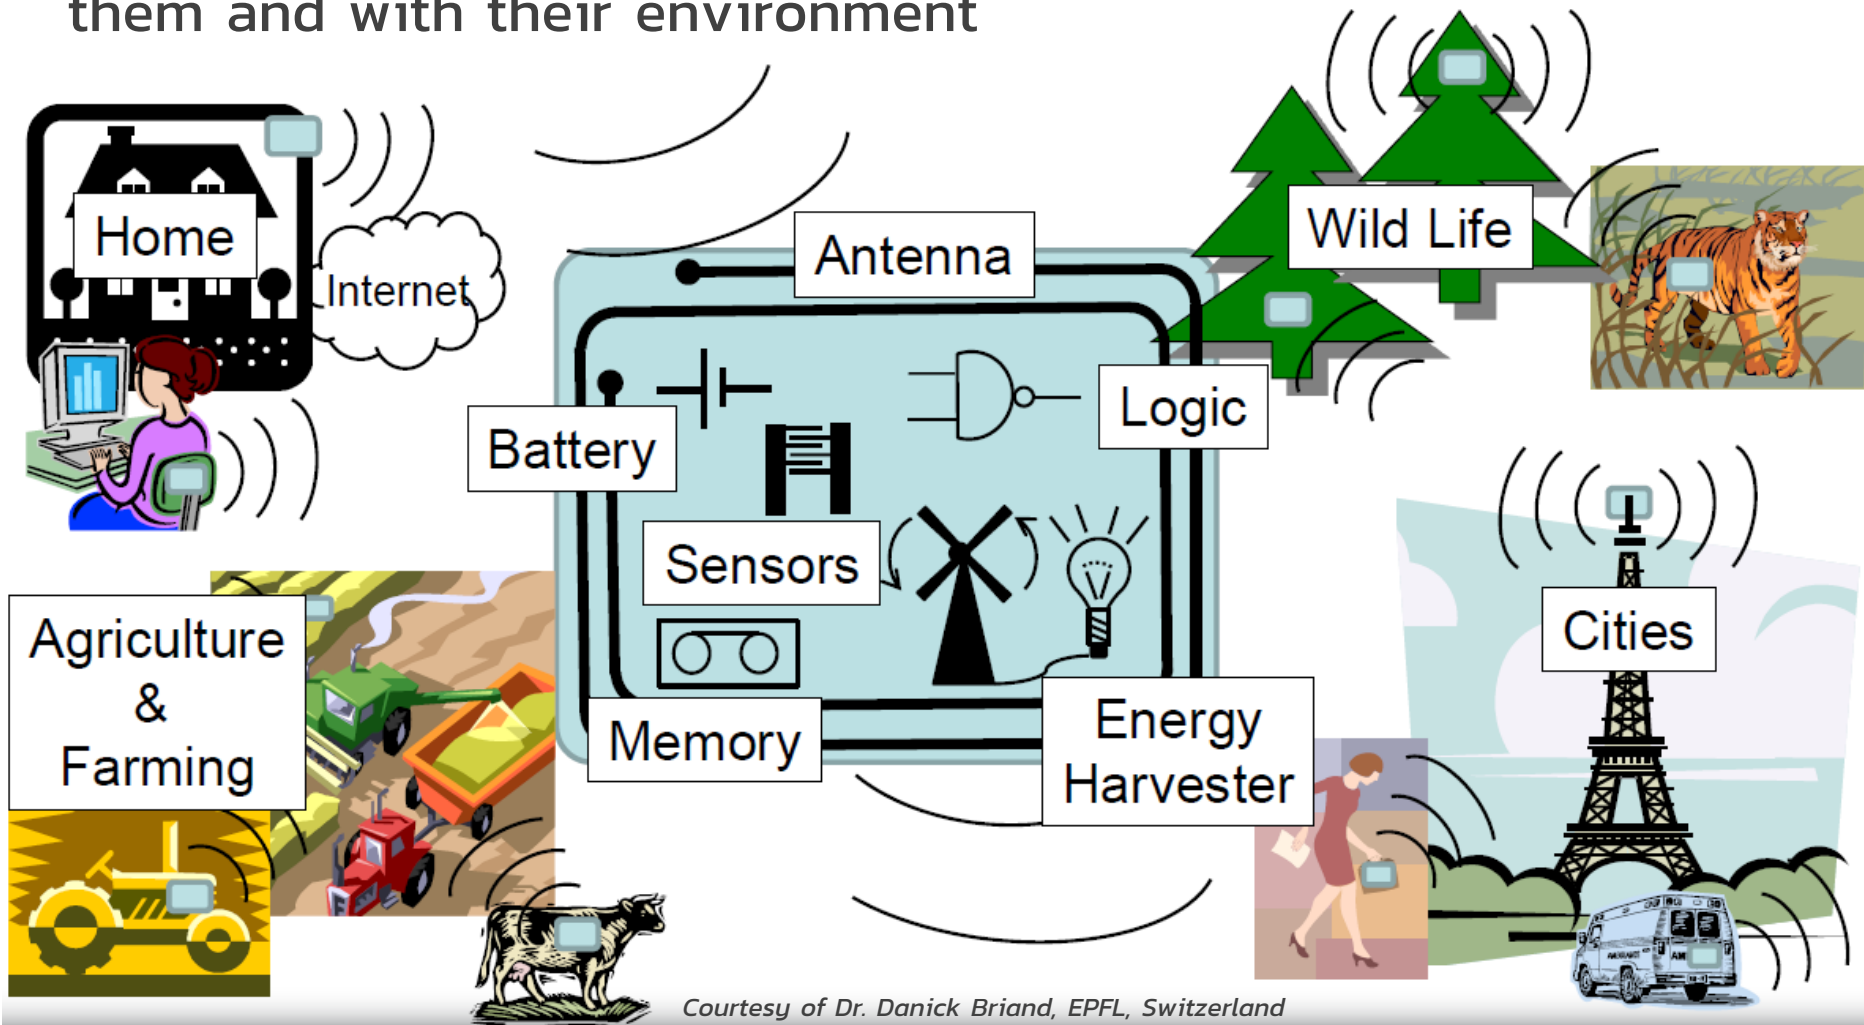 them and with their environment
Home
Internet
Antenna
Wild Life
Battery
Logic
Sensors
Cities
Agriculture
&
Farming
Memory
Energy
Harvester
Courtesy of Dr. Danick Briand, EPFL, Switzerland